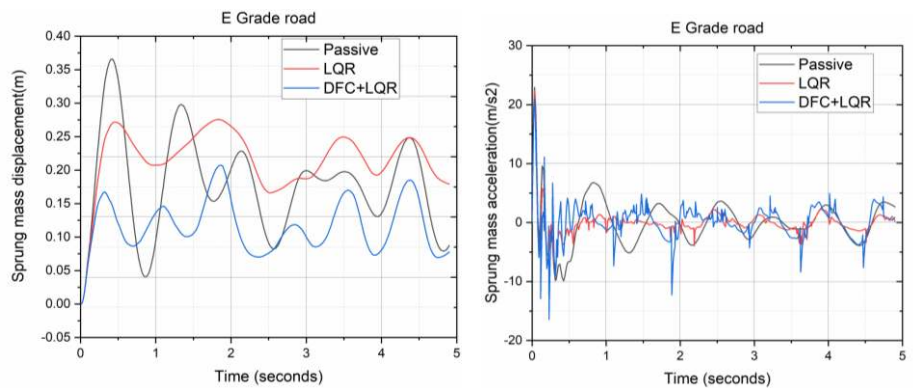 E Grade road
Sprung mass displacement(m)
0.40
0.35
0.30
0.25
0.20
0.15
0.10
0.05
0.00
-0.05
Passive
LQR
DFC+LQR
0
1
2
3
4
5
Time (seconds)
E Grade road
Sprung mass acceleration(m/s2)
30
20
10
0
-10
-20
Passive
LQR
DFC+LQR
0
1
2
3
4
5
Time (seconds)